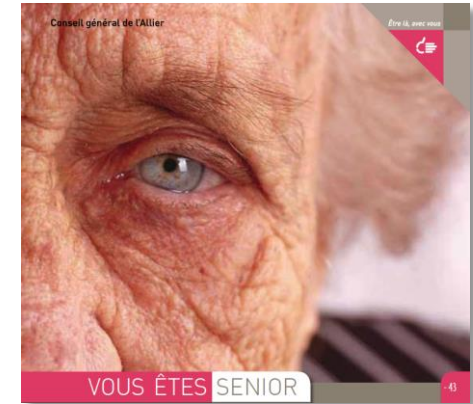 Conseil général de l'Allier
Être là, avec vous
VOUS ÊTES SENIOR
- 43